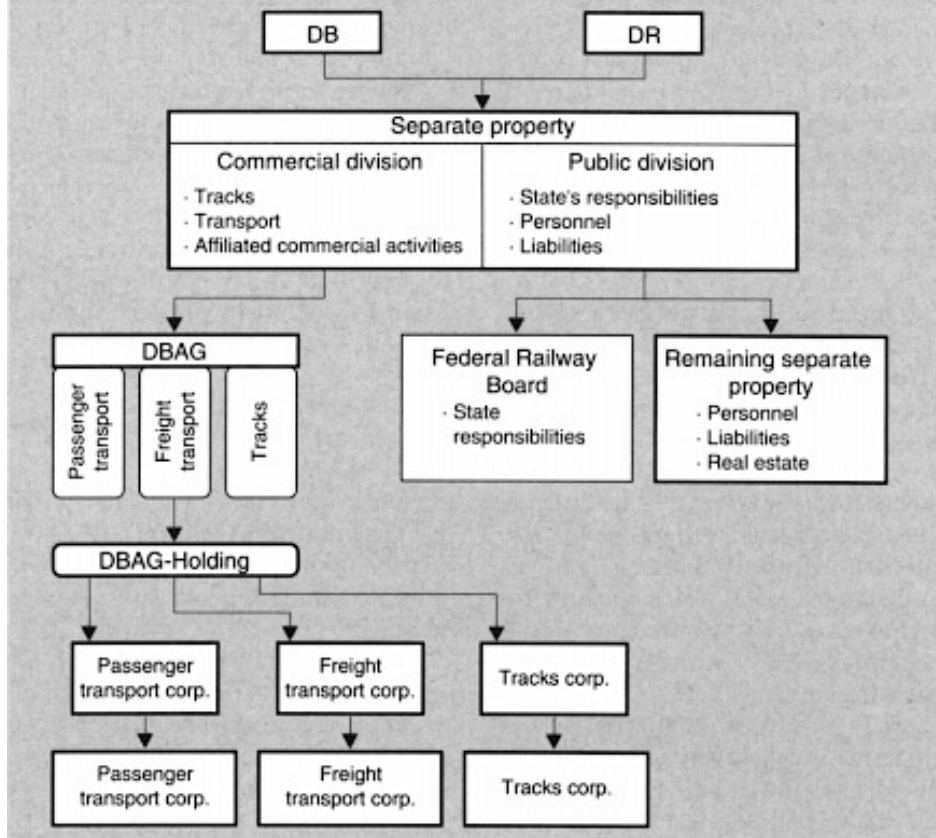 DB
DR
Separate property
Commercial division
· Tracks
· Transport
· Affiliated commercial activities
Public division
· State's responsibilities
· Personnel
· Liabilities
DBAG
Passenger
transport
Freight
transport
Tracks
Federal Railway
Board
· State
responsibilities
Remaining separate
property
· Personnel
· Liabilities
· Real estate
DBAG-Holding
Passenger
transport corp.
Freight
transport corp.
Tracks corp.
Passenger
transport corp.
Freight
transport corp.
Tracks corp.